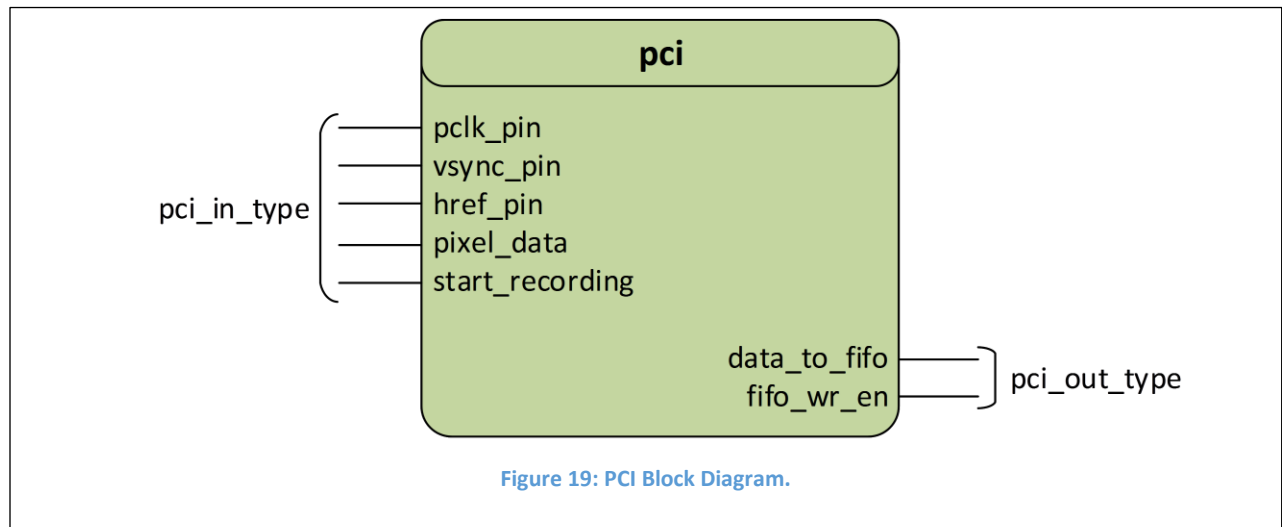 pci
pclk_pin
vsync_pin
href_pin
pci_in_type
pixel_data
start_recording
data_to_fifo
pci_out_type
fifo_wr_en
Figure 19: PCI Block Diagram.